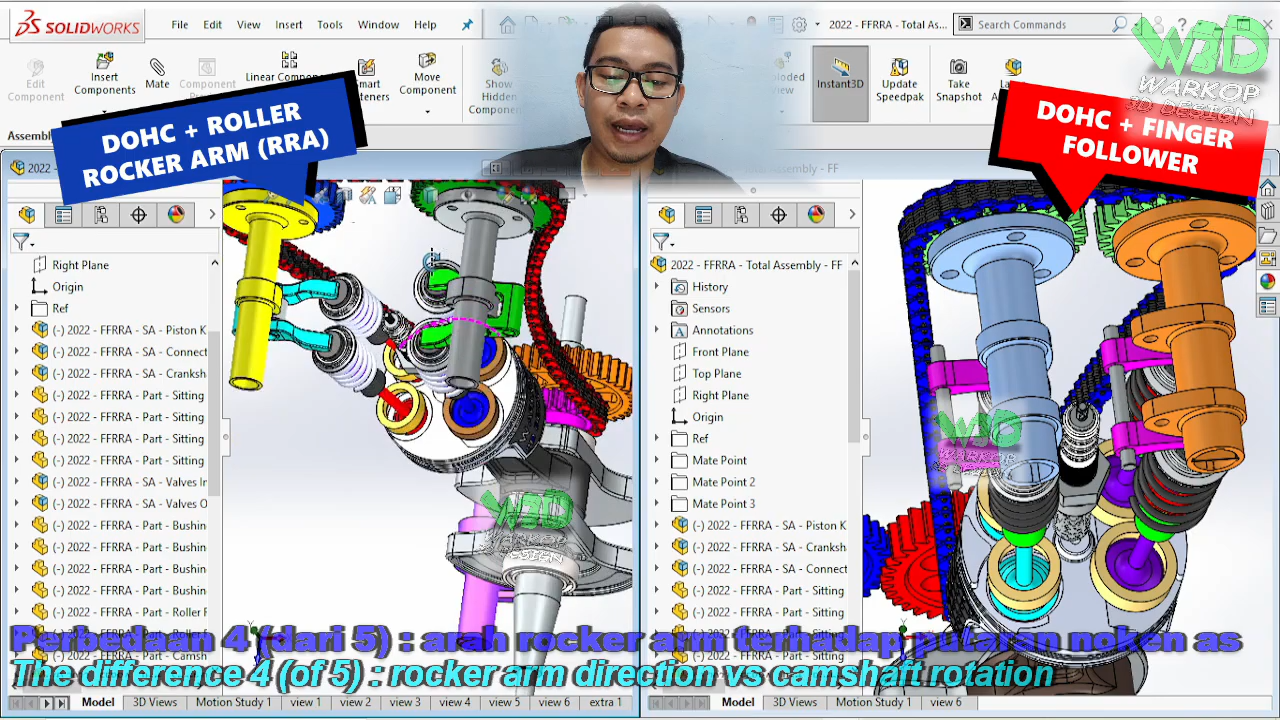 SOLIDWORKS
File Edit View Insert Tools Window Help
2022 - FFRRA - Total As...
Search Commands
Edit Component
Insert Components
Mate
Component
Linear Compo
Smart
Move Component
Show Hidden Components
Instant3D
Update Speedpak
Take Snapshot
W3D
WARKOP
3D DESIGN
DOHC + ROLLER
ROCKER ARM (RRA)
DOHC + FINGER
FOLLOWER
2022 -
Right Plane
Origin
Ref
(-) 2022 - FFRRA - SA - Piston K
(-) 2022 - FFRRA - SA - Connect
(-) 2022 - FFRRA - SA - Cranksh
(-) 2022 - FFRRA - Part - Sitting
(-) 2022 - FFRRA - Part - Sitting
(-) 2022 - FFRRA - Part - Sitting
(-) 2022 - FFRRA - Part - Sitting
(-) 2022 - FFRRA - SA - Valves In
(-) 2022 - FFRRA - SA - Valves O
(-) 2022 - FFRRA - Part - Bushin
(-) 2022 - FFRRA - Part - Bushin
(-) 2022 - FFRRA - Part - Bushin
(-) 2022 - FFRRA - Part - Bushin
(-) 2022 - FFRRA - Part - Roller F
2022 - FFRRA - Total Assembly - FF
History
Sensors
Annotations
Front Plane
Top Plane
Right Plane
Origin
Ref
Mate Point
Mate Point 2
Mate Point 3
(-) 2022 - FFRRA - SA - Piston K
(-) 2022 - FFRRA - SA - Cranksh
(-) 2022 - FFRRA - SA - Connect
(-) 2022 - FFRRA - Part - Sitting
(-) 2022 - FFRRA - Part - Sitting
W3D
W3D
Perbedaan 4 (dari 5) : arah rocker arm terhadap putaran noken as
The difference 4 (of 5) : rocker arm direction vs camshaft rotation
Model 3D Views Motion Study 1 view 1 view 2 view 3 view 4 view 5 view 6 extra 1
Model 3D Views Motion Study 1 view 6